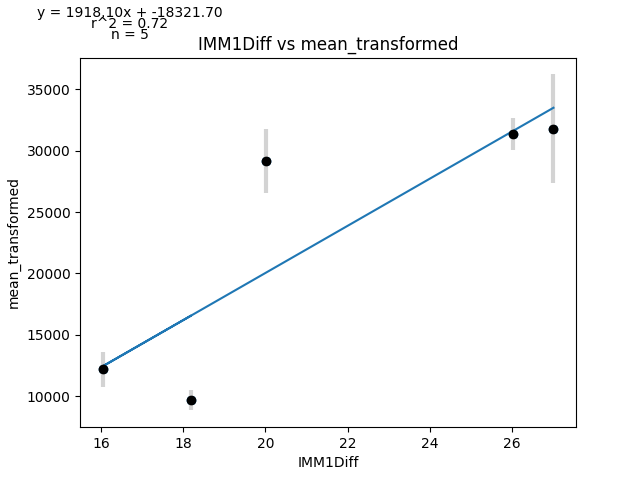 y = 1918.10x + -18321.70
r^2 = 0.72
n = 5
IMM1Diff vs mean_transformed
mean_transformed
35000
30000
25000
20000
15000
10000
16 18 20 22 24 26
IMM1Diff